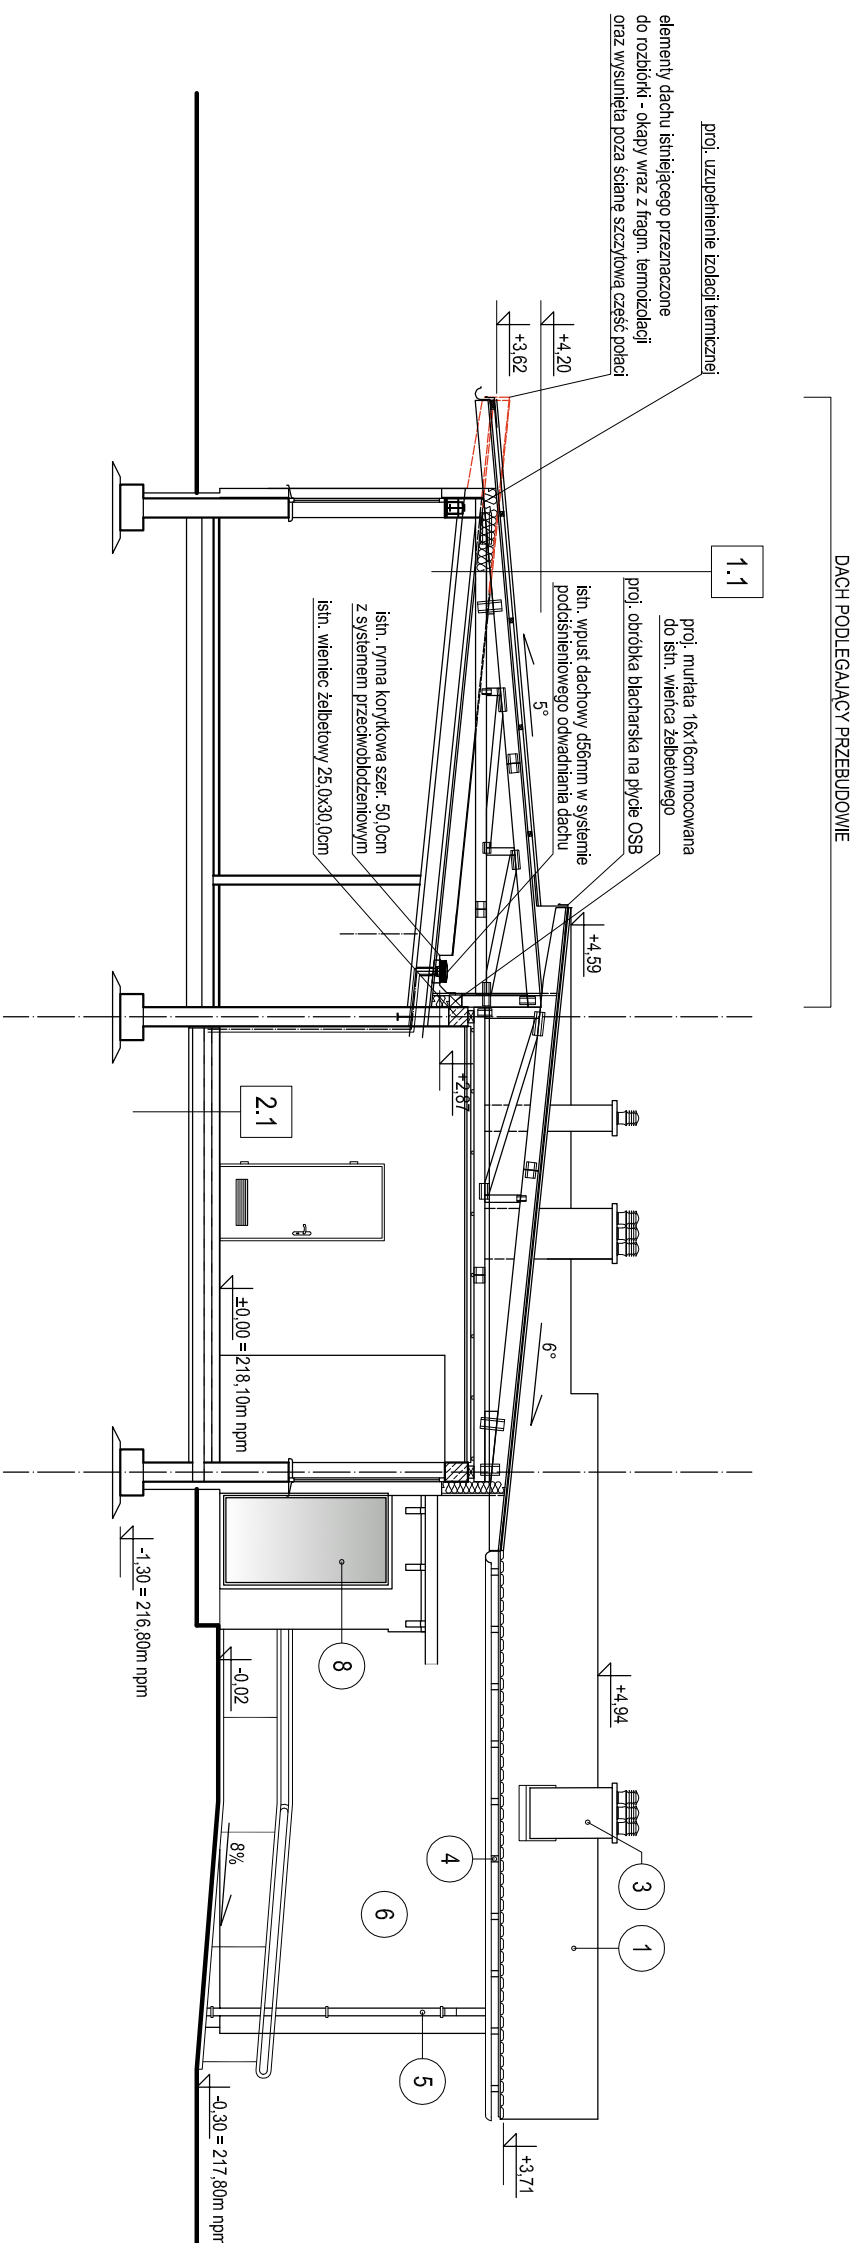 DACH PODLEGAJĄCY PRZEBUDOWIE
elementy dachu istniejącego przeznaczone
do rozbiórki - okapy wraz z fragm. termoizolacji
oraz wysunięta poza ścianę szczytową część połaci
proj. uzupełnienie izolacji termicznej
+4,20
+3,62
1.1
5°
proj. murłata 16x16cm mocowana
do istn. wieńca żelbetowego
proj. obróbka blacharska na płycie OSB
istn. wpust dachowy d56mm w systemie
podciśnieniowego odwadniania dachu
istn. rynna korytkowa szer. 50,0cm
z systemem przeciwoblodzeniowym
istn. wieniec żelbetowy 25,0x30,0cm
+4,59
+2,87
2.1
±0,00 = 218,10m npm
6°
-1,30 = 216,80m npm
8
-0,02
+4,94
8%
3
4
6
1
5
-0,30 = 217,80m npm
+3,71